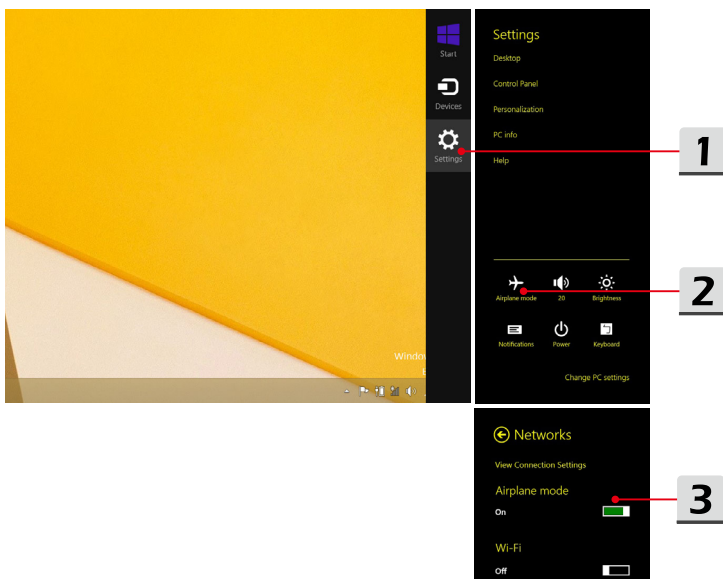 Start
Devices
Settings
Windo
Settings
Desktop
Control Panel
Personalization
PC info
Help
Airplane mode
20
Brightness
Notifications
Power
Keyboard
Change PC settings
1
2
Networks
View Connection Settings
Airplane mode
On
Wi-Fi
Off
3